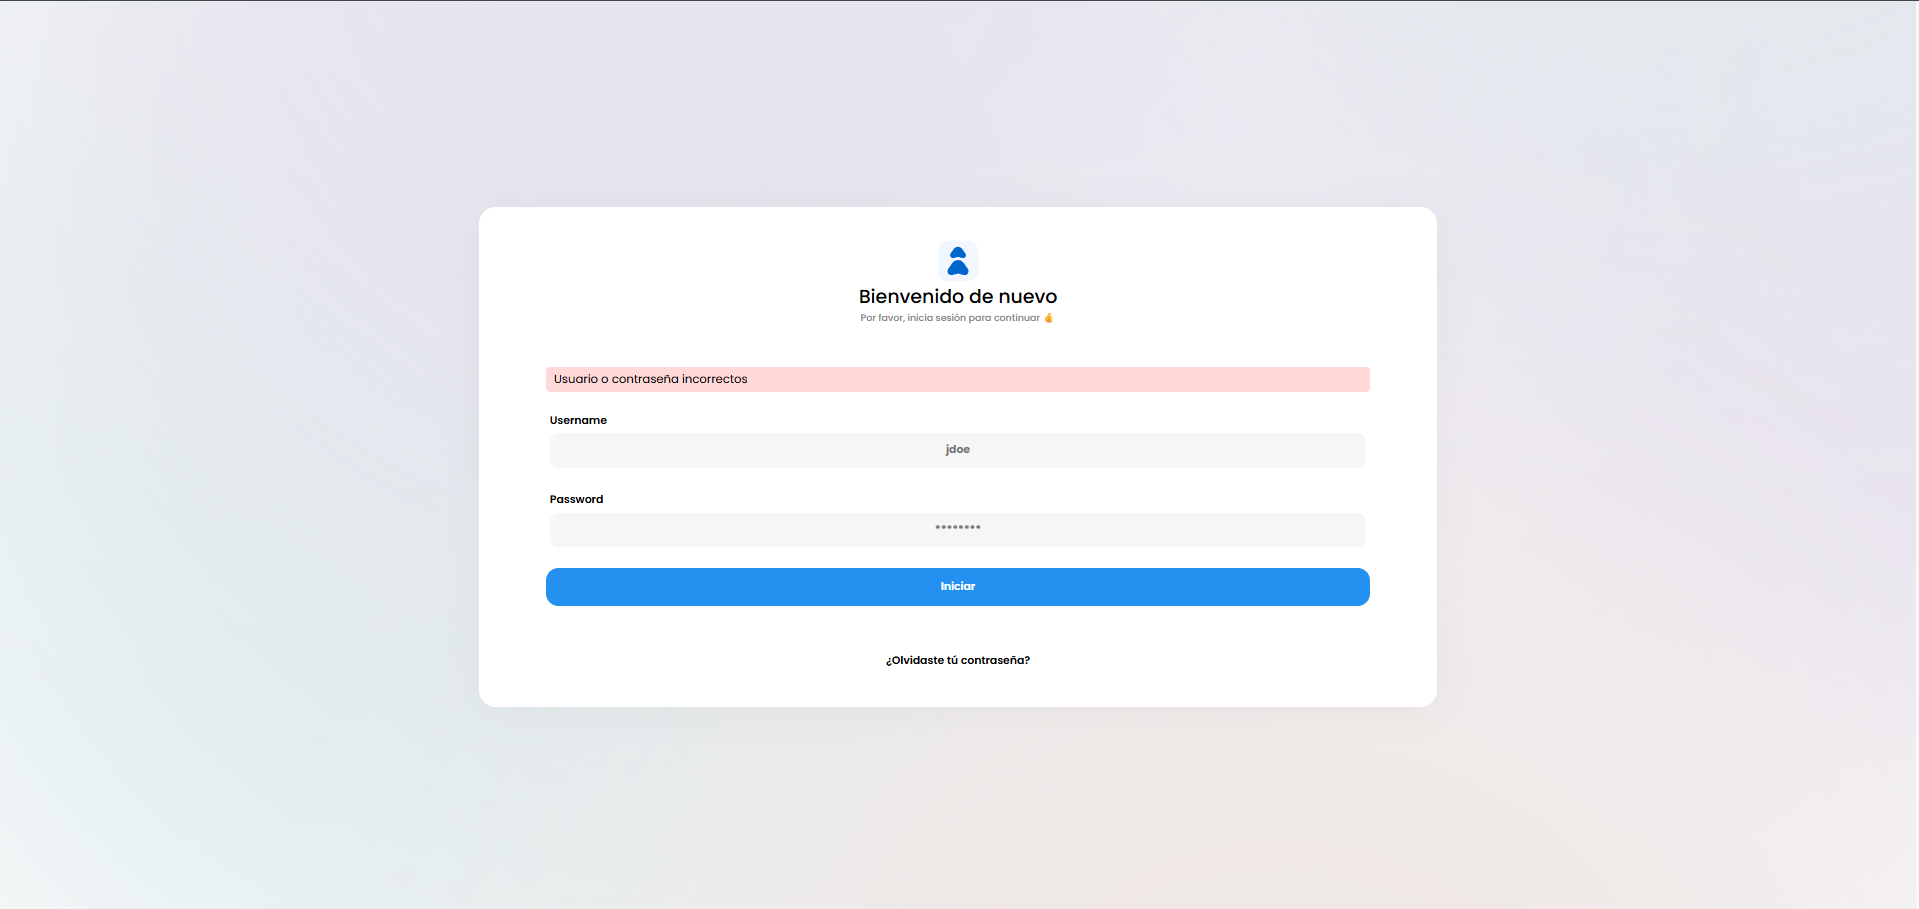 Bienvenido de nuevo
Por favor, inicia sesión para continuar
Usuario o contraseña incorrectos
Username
jdoe
Password
********
Iniciar
¿Olvidaste tú contraseña?